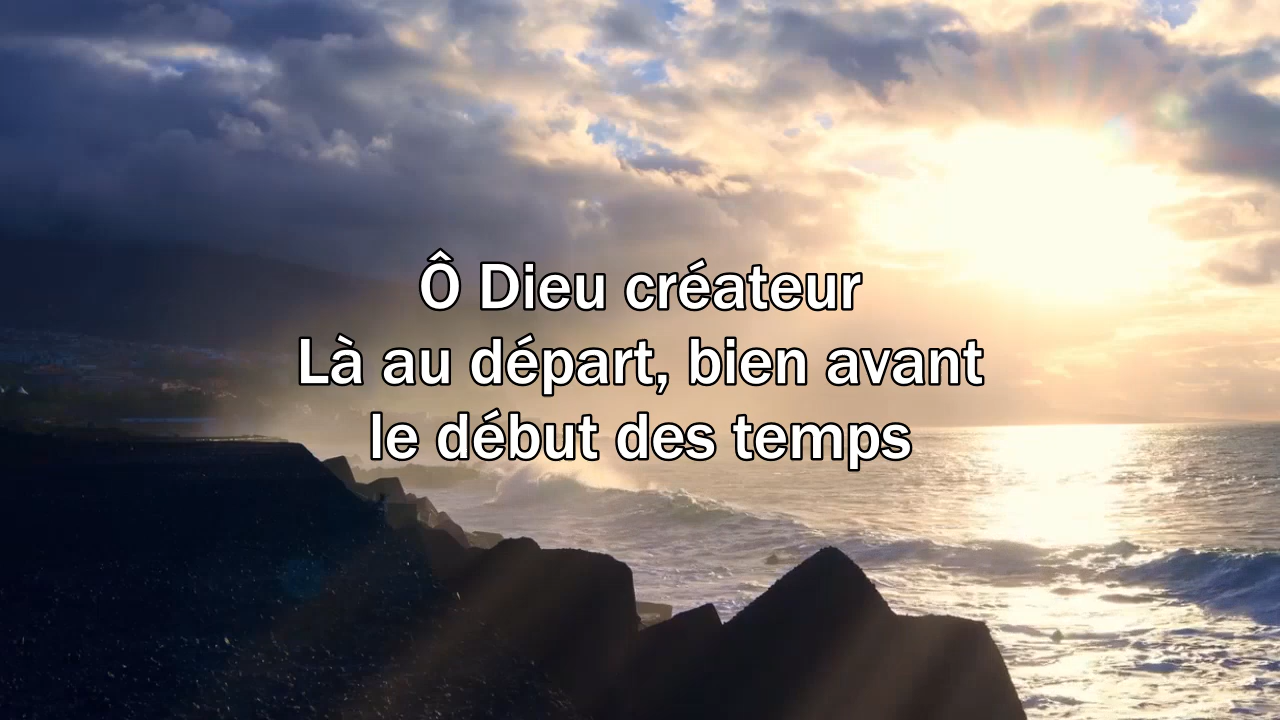 Ô Dieu créateur
Là au départ, bien avant
le début des temps